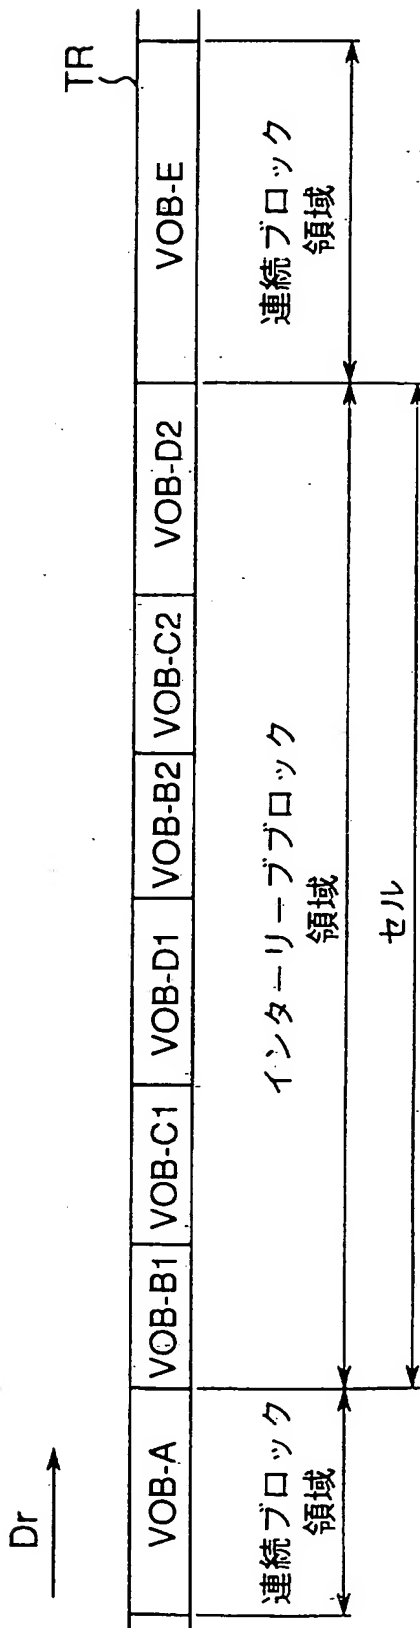 Dr
TR
VOB-A
VOB-B1
VOB-C1
VOB-D1
VOB-B2
VOB-C2
VOB-D2
VOB-E
連続ブロック
領域
インターリーブブロック
領域
連続ブロック
領域
セル